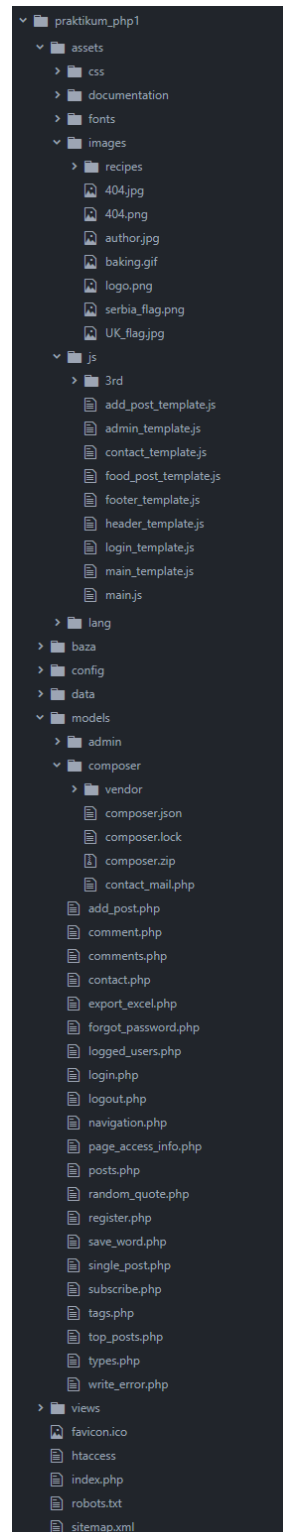 praktikum_php1
assets
css
documentation
fonts
images
recipes
404.jpg
404.png
author.jpg
baking.gif
logo.png
serbia_flag.png
UK_flag.jpg
js
3rd
add_post_template.js
admin_template.js
contact_template.js
food_post_template.js
footer_template.js
header_template.js
login_template.js
main_template.js
main.js
lang
baza
config
data
models
admin
composer
vendor
composer.json
composer.lock
composer.zip
contact_mail.php
add_post.php
comment.php
comments.php
contact.php
export_excel.php
forgot_password.php
logged_users.php
login.php
logout.php
navigation.php
page_access_info.php
posts.php
random_quote.php
register.php
save_word.php
single_post.php
subscribe.php
tags.php
top_posts.php
types.php
write_error.php
views
favicon.ico
htaccess
index.php
robots.txt
sitemap.xml